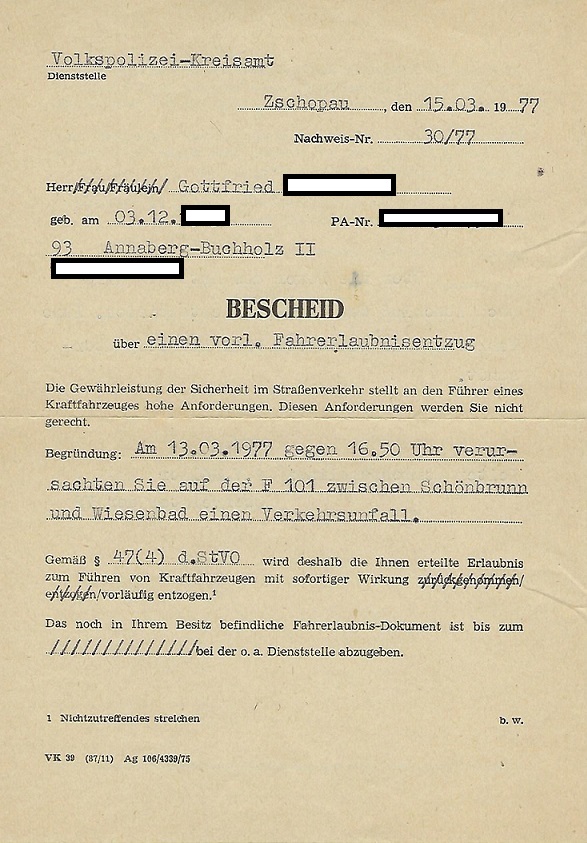 Volkspolizei-Kreisamt
Dienststelle
Zschopau, den 15.03. 1977
Nachweis-Nr. 30/77
Herr/Frau/Fräulein/ Gottfried
geb. am 03.12. PA-Nr.
93 Annaberg-Buchholz II
BESCHEID
über einen vorl. Fahrerlaubnisentzug
Die Gewährleistung der Sicherheit im Straßenverkehr stellt an den Führer eines
Kraftfahrzeuges hohe Anforderungen. Diesen Anforderungen werden Sie nicht
gerecht.
Begründung: Am 13.03.1977 gegen 16.50 Uhr verur-
sachten Sie auf der F 101 zwischen Schönbrunn
und Wiesenbad einen Verkehrsunfall.
Gemäß § 47(4) d.StVO wird deshalb die Ihnen erteilte Erlaubnis
zum Führen von Kraftfahrzeugen mit sofortiger Wirkung zurückgenommen/
entzogen/vorläufig entzogen.¹
Das noch in Ihrem Besitz befindliche Fahrerlaubnis-Dokument ist bis zum
///////////////bei der o. a. Dienststelle abzugeben.
1 Nichtzutreffendes streichen b. w.
VK 39 (87/11) Ag 106/4339/75